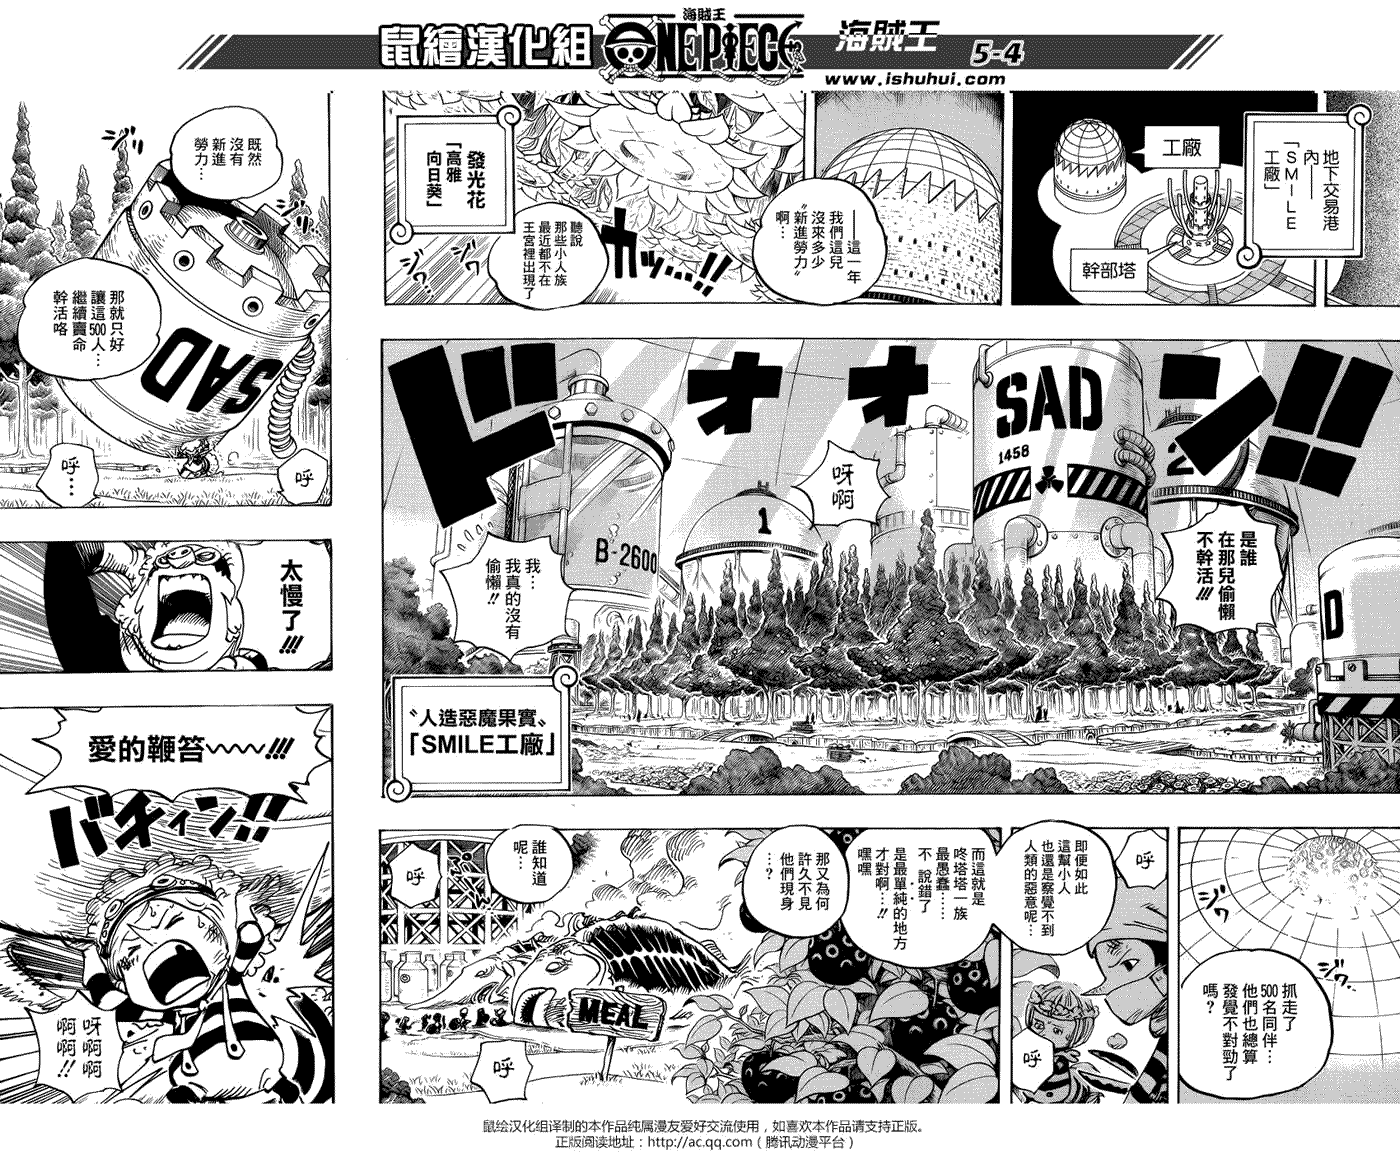 鼠繪漢化組
海賊王
ONE PIECE
海賊王
5-4
www.ishuhui.com
地下交易港
內——
「SMILE
工廠」
工廠
幹部塔
——這一年
我們這兒
沒來多少
〝新進勞力〞
啊…
發光花
「高雅
向日葵」
聽說
那些小人族
最近都不在
王宮裡出現了
カッ…!!
ドオオン!!!
SAD
1458
2
1
B-2600
D
是誰
在那兒偷懶
不幹活!!!
呀
啊
我…
我真的沒有
偷懶!!
〝人造惡魔果實〟
「SMILE工廠」
ジワ
ジワ
抓走了
500名同伴…
他們也總算
發覺不對勁了
嗎?
即便如此
這幫小人
也還是察覺不到
人類的惡意呢…
呼
呼
而這就是
咚塔塔一族
最愚蠢……
不 說錯了
是最單純的地方
才對啊…!!
嘿嘿
那又為何
許久不見
他們現身
…?
誰知道
呢…
呼
MEAL
呼
既然
沒有
新進
勞力…
那就只好
讓這500人…
繼續賣命
幹活咯
SAD
呼…
呼
太慢
了!!!
愛的鞭笞~~~!!!
バチィン!!
呀啊啊
啊啊!!
鼠绘汉化组译制的本作品纯属漫友爱好交流使用，如喜欢本作品请支持正版。
正版阅读地址：http://ac.qq.com（腾讯动漫平台）